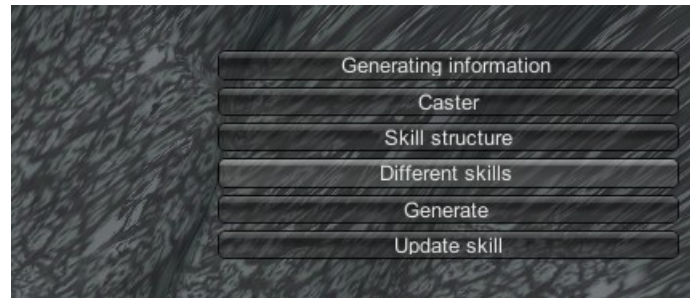 Generating information
Caster
Skill structure
Different skills
Generate
Update skill